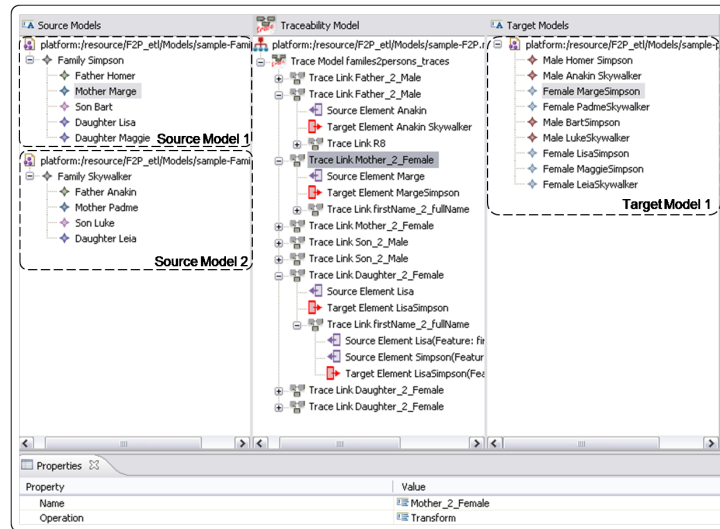 Source Models
platform:/resource/F2P_etl/Models/sample-Fami
Family Simpson
Father Homer
Mother Marge
Son Bart
Daughter Lisa
Daughter Maggie
Source Model 1
platform:/resource/F2P_etl/Models/sample-Fami
Family Skywalker
Father Anakin
Mother Padme
Son Luke
Daughter Leia
Source Model 2
Traceability Model
platform:/resource/F2P_etl/Models/sample-F2P.r
Trace Model familes2persons_traces
Trace Link Father_2_Male
Trace Link Father_2_Male
Source Element Anakin
Target Element Anakin Skywalker
Trace Link R8
Trace Link Mother_2_Female
Source Element Marge
Target Element MargeSimpson
Trace Link firstName_2_fullName
Trace Link Mother_2_Female
Trace Link Son_2_Male
Trace Link Son_2_Male
Trace Link Daughter_2_Female
Source Element Lisa
Target Element LisaSimpson
Trace Link firstName_2_fullName
Source Element Lisa(Feature: fir
Source Element Simpson(Featur
Target Element LisaSimpson(Fea
Trace Link Daughter_2_Female
Trace Link Daughter_2_Female
Target Models
platform:/resource/F2P_etl/Models/sample-p
Male Homer Simpson
Male Anakin Skywalker
Female MargeSimpson
Female PadmeSkywalker
Male BartSimpson
Male LukeSkywalker
Female LisaSimpson
Female MaggieSimpson
Female LeiaSkywalker
Target Model 1
Properties
Property Value
Name Mother_2_Female
Operation Transform